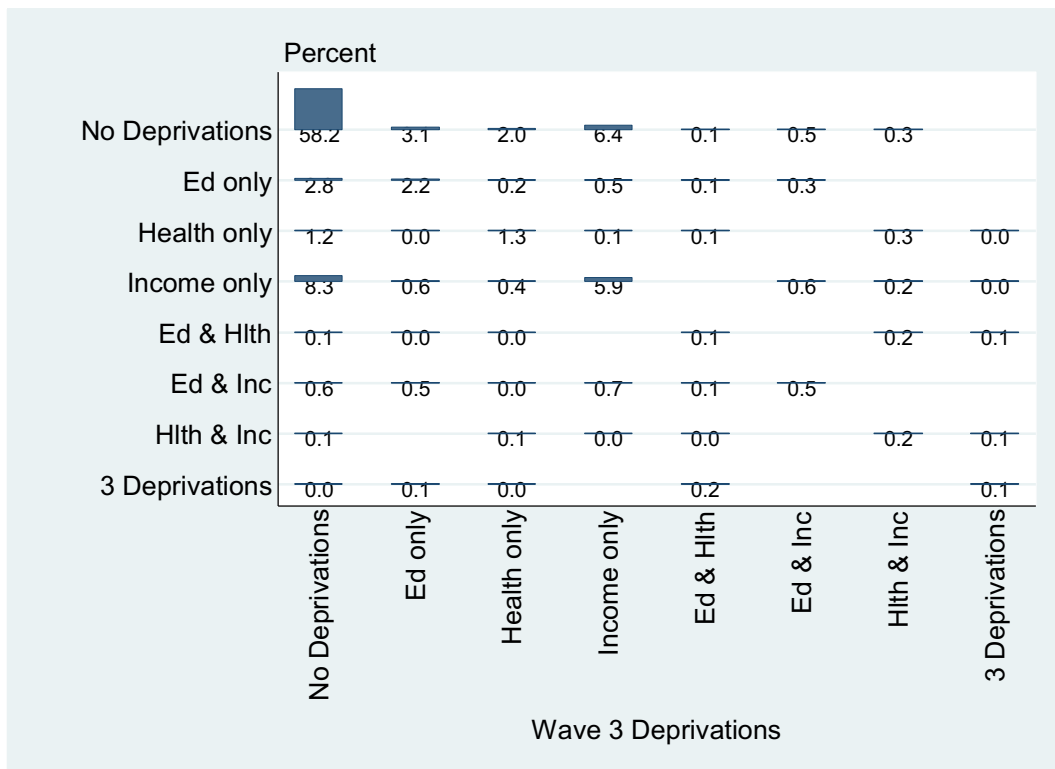 Percent
No Deprivations 58.2 3.1 2.0 6.4 0.1 0.5 0.3
Ed only 2.8 2.2 0.2 0.5 0.1 0.3
Health only 1.2 0.0 1.3 0.1 0.1 0.3 0.0
Income only 8.3 0.6 0.4 5.9 0.6 0.2 0.0
Ed & Hlth 0.1 0.0 0.0 0.1 0.2 0.1
Ed & Inc 0.6 0.5 0.0 0.7 0.1 0.5
Hlth & Inc 0.1 0.1 0.0 0.0 0.2 0.1
3 Deprivations 0.0 0.1 0.0 0.2 0.1
No Deprivations
Ed only
Health only
Income only
Ed & Hlth
Ed & Inc
Hlth & Inc
3 Deprivations
Wave 3 Deprivations